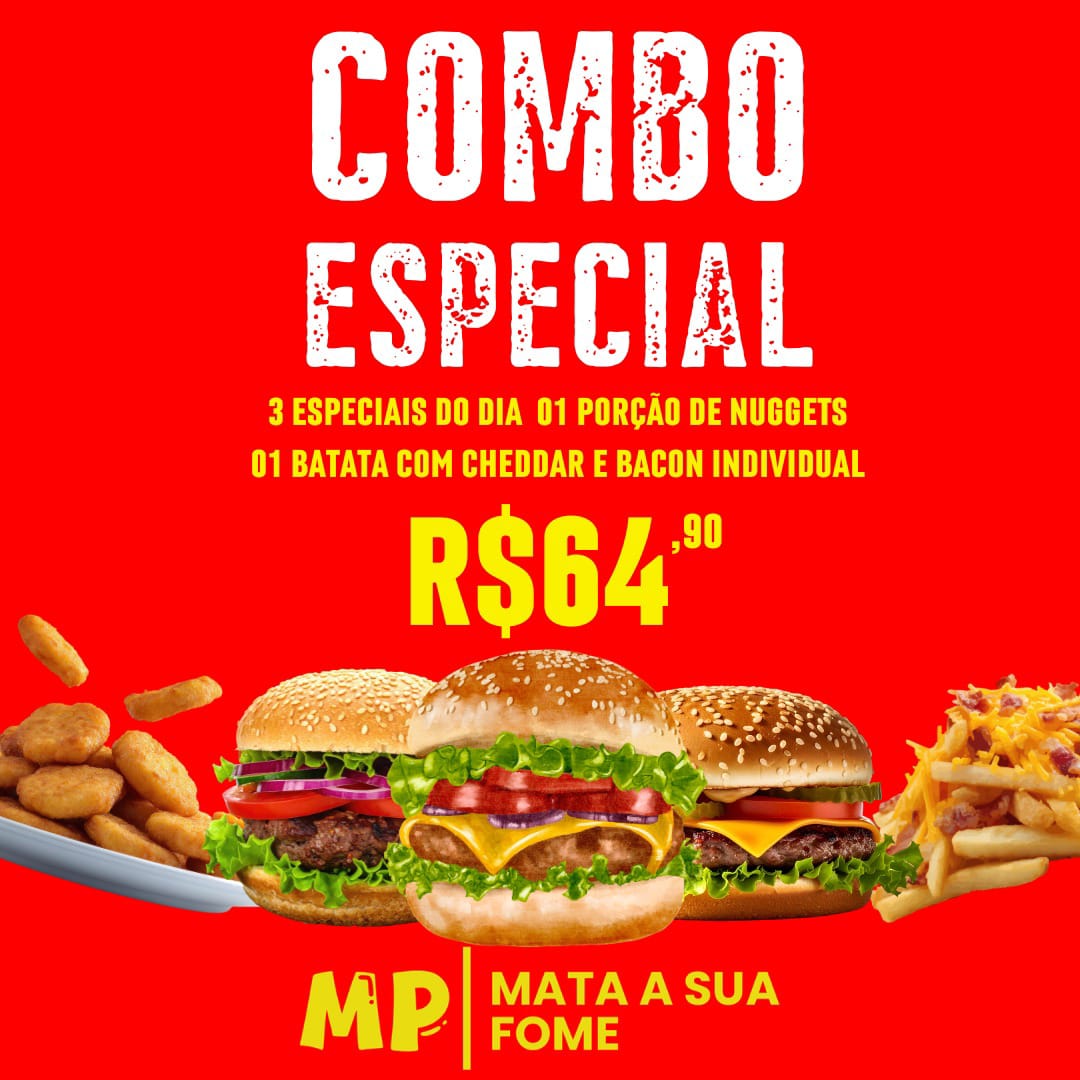 COMBO
ESPECIAL
3 ESPECIAIS DO DIA 01 PORÇÃO DE NUGGETS
01 BATATA COM CHEDDAR E BACON INDIVIDUAL
R$64,90
MP
MATA A SUA
FOME